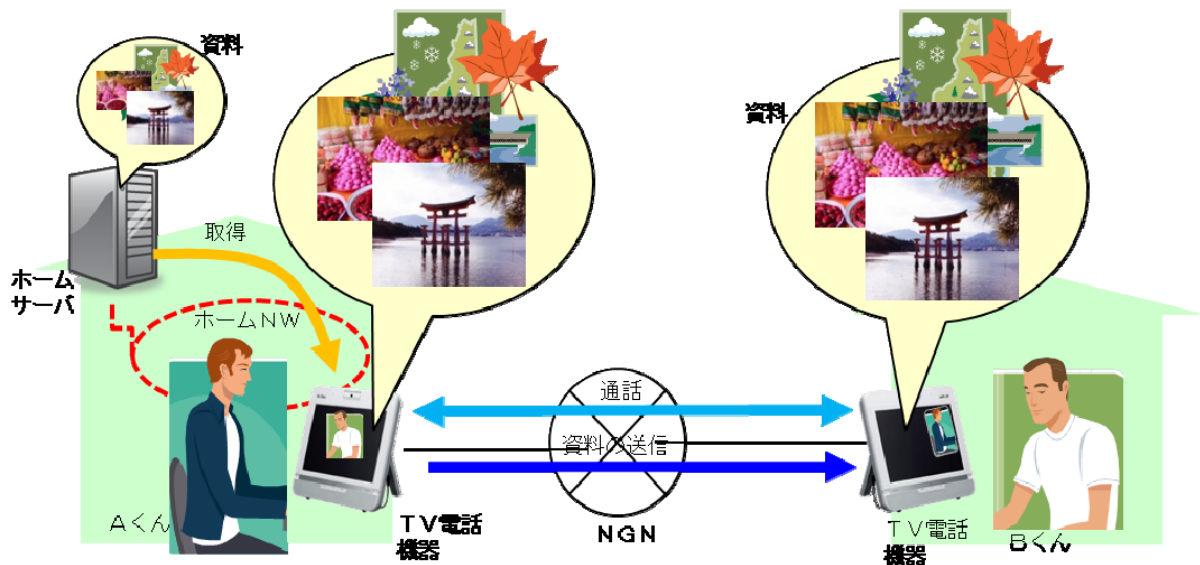 資料
資料
取得
ホーム
サーバ
ホームNW
通話
資料の送信
Aくん
TV電話
機器
NGN
TV電話
機器
Bくん